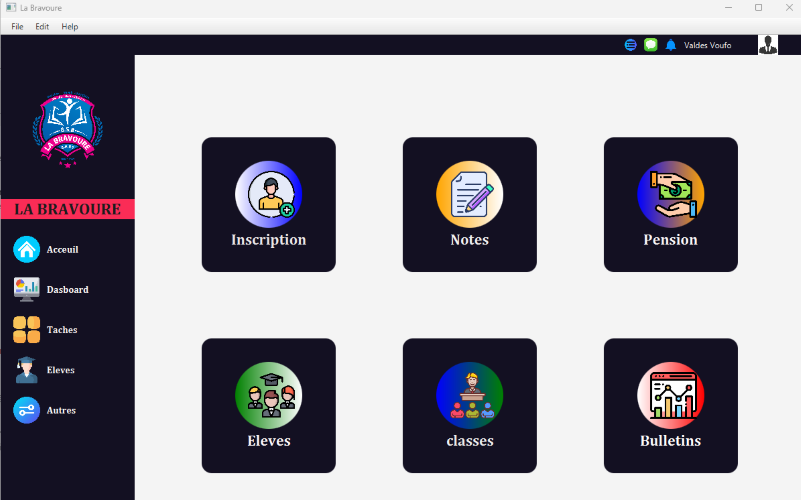 La Bravoure
File Edit Help
Valdes Voufo
G.S.B
LA BRAVOURE
LA BRAVOURE
Acceuil
Dasboard
Taches
Eleves
Autres
Inscription
Notes
Pension
Eleves
classes
Bulletins